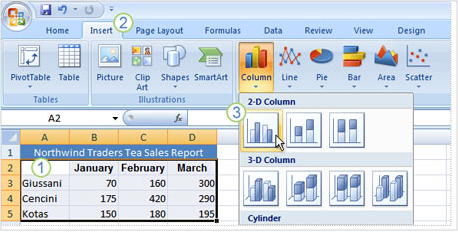 Home Insert 2 Page Layout Formulas Data Review View Design
PivotTable Table Picture Clip Art Shapes SmartArt Column Line Pie Bar Area Scatter
Tables Illustrations
3 2-D Column
A2 fx
A B C D
1 Northwind Traders Tea Sales Report
3-D Column
2 1 January February March
3 Giussani 70 160 300
4 Cencini 175 420 290
5 Kotas 150 180 195
Cylinder